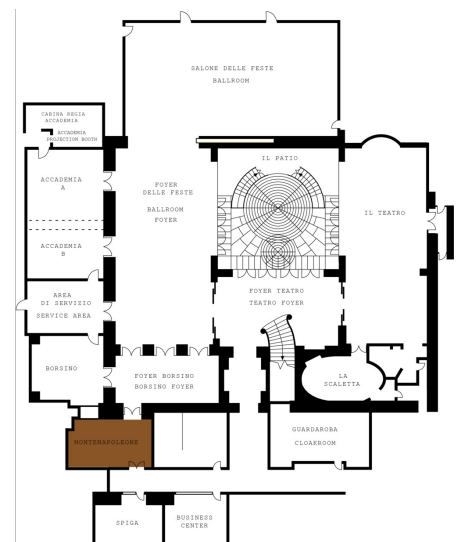 SALONE DELLE FESTE
BALLROOM
CABINA REGIA
ACCADEMIA
ACCADEMIA
PROJECTION BOOTH
IL PATIO
ACCADEMIA
A
FOYER
DELLE FESTE
BALLROOM
FOYER
IL TEATRO
ACCADEMIA
B
AREA
DI SERVIZIO
SERVICE AREA
FOYER TEATRO
TEATRO FOYER
BORSINO
FOYER BORSINO
BORSINO FOYER
LA
SCALETTA
MONTENAPOLEONE
GUARDAROBA
CLOAKROOM
SPIGA
BUSINESS
CENTER